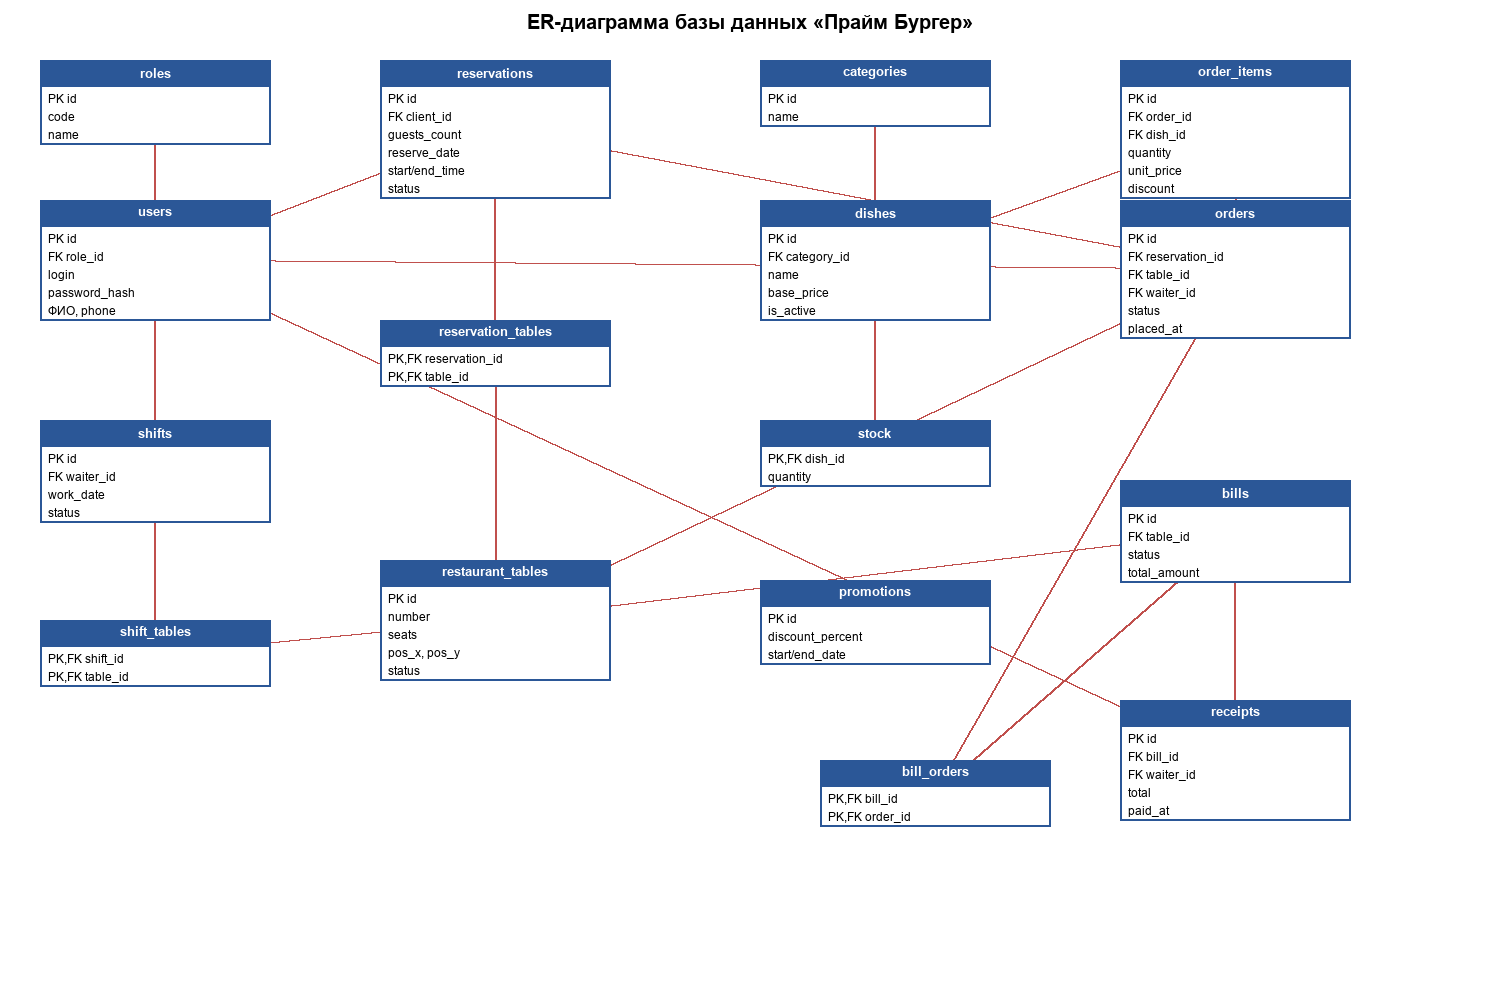 ER-диаграмма базы данных «Прайм Бургер»
roles
PK id
code
name
reservations
PK id
FK client_id
guests_count
reserve_date
start/end_time
status
categories
PK id
name
order_items
PK id
FK order_id
FK dish_id
quantity
unit_price
discount
users
PK id
FK role_id
login
password_hash
ФИО, phone
dishes
PK id
FK category_id
name
base_price
is_active
orders
PK id
FK reservation_id
FK table_id
FK waiter_id
status
placed_at
reservation_tables
PK,FK reservation_id
PK,FK table_id
shifts
PK id
FK waiter_id
work_date
status
stock
PK,FK dish_id
quantity
bills
PK id
FK table_id
status
total_amount
restaurant_tables
PK id
number
seats
pos_x, pos_y
status
promotions
PK id
discount_percent
start/end_date
shift_tables
PK,FK shift_id
PK,FK table_id
receipts
PK id
FK bill_id
FK waiter_id
total
paid_at
bill_orders
PK,FK bill_id
PK,FK order_id